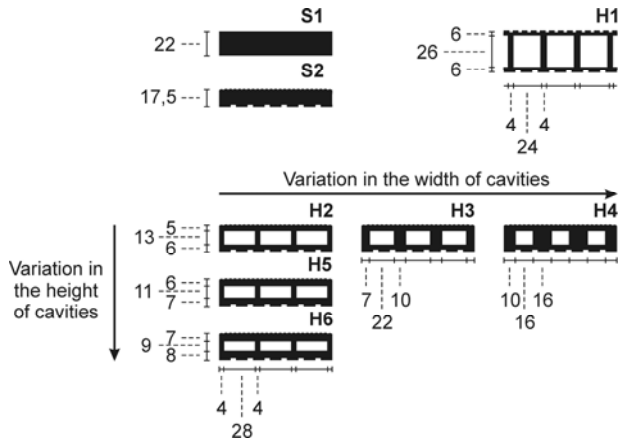 S1
22
S2
17,5
H1
6
26
6
4 4
24
Variation in the width of cavities
H2 H3 H4
5
13
6
Variation in
the height
of cavities
H5
6
11
7
7 10
22
10 16
16
H6
7
9
8
4 4
28